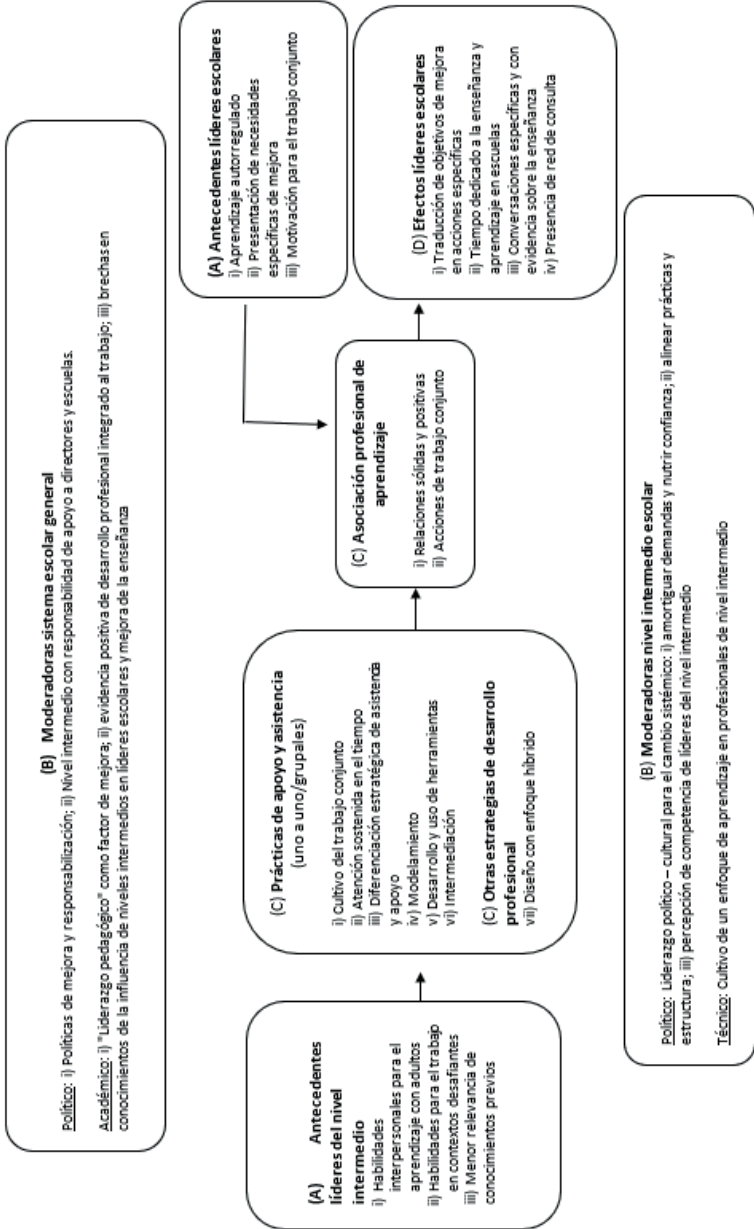 (B) Moderadoras sistema escolar general
Político: i) Políticas de mejora y responsabilización; ii) Nivel intermedio con responsabilidad de apoyo a directores y escuelas.
Académico: i) "Liderazgo pedagógico" como factor de mejora; ii) evidencia positiva de desarrollo profesional integrado al trabajo; iii) brechas en
conocimientos de la influencia de niveles intermedios en líderes escolares y mejora de la enseñanza
(A) Antecedentes
líderes del nivel
intermedio
i) Habilidades
interpersonales para el
aprendizaje con adultos
ii) Habilidades para el trabajo
en contextos desafiantes
iii) Menor relevancia de
conocimientos previos
(C) Prácticas de apoyo y asistencia
(uno a uno/grupales)
i) Cultivo del trabajo conjunto
ii) Atención sostenida en el tiempo
iii) Diferenciación estratégica de asistencia
y apoyo
iv) Modelamiento
v) Desarrollo y uso de herramientas
vi) Intermediación
(C) Otras estrategias de desarrollo
profesional
vii) Diseño con enfoque híbrido
(C) Asociación profesional de
aprendizaje
i) Relaciones sólidas y positivas
ii) Acciones de trabajo conjunto
(A) Antecedentes líderes escolares
i) Aprendizaje autorregulado
ii) Presentación de necesidades
específicas de mejora
iii) Motivación para el trabajo conjunto
(D) Efectos líderes escolares
i) Traducción de objetivos de mejora
en acciones específicas
ii) Tiempo dedicado a la enseñanza y
aprendizaje en escuelas
iii) Conversaciones específicas y con
evidencia sobre la enseñanza
iv) Presencia de red de consulta
(B) Moderadoras nivel intermedio escolar
Político: Liderazgo político – cultural para el cambio sistémico: i) amortiguar demandas y nutrir confianza; ii) alinear prácticas y
estructura; iii) percepción de competencia de líderes del nivel intermedio
Técnico: Cultivo de un enfoque de aprendizaje en profesionales de nivel intermedio